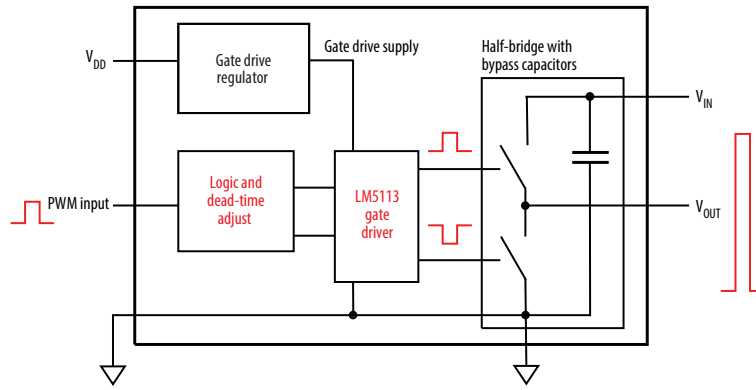 V_DD
Gate drive
regulator
Gate drive supply
Half-bridge with
bypass capacitors
V_IN
PWM input
Logic and
dead-time
adjust
LM5113
gate
driver
V_OUT